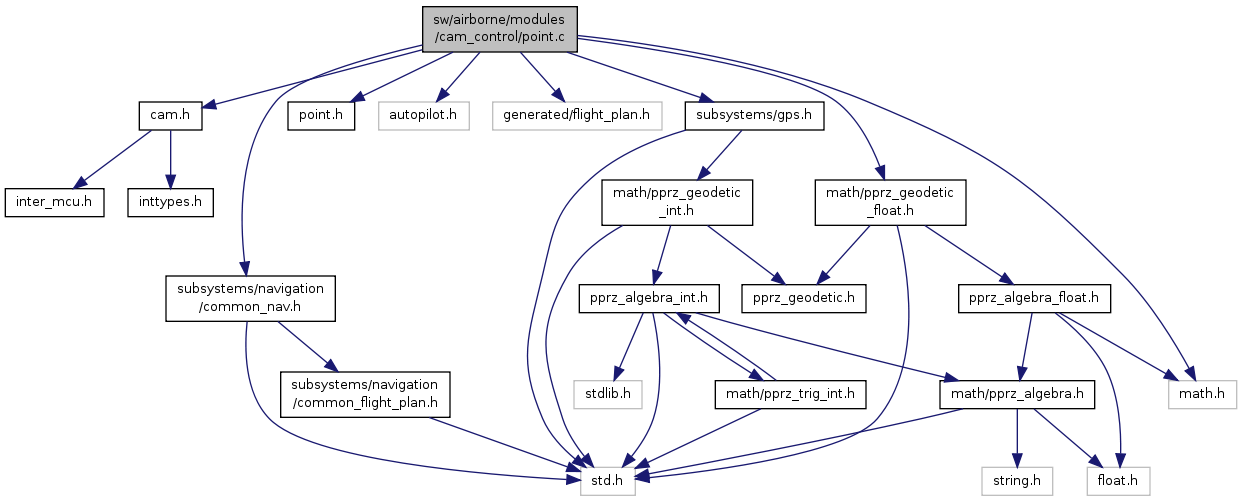 sw/airborne/modules
/cam_control/point.c
cam.h
point.h
autopilot.h
generated/flight_plan.h
subsystems/gps.h
inter_mcu.h
inttypes.h
math/pprz_geodetic
_int.h
math/pprz_geodetic
_float.h
subsystems/navigation
/common_nav.h
pprz_algebra_int.h
pprz_geodetic.h
pprz_algebra_float.h
subsystems/navigation
/common_flight_plan.h
stdlib.h
math/pprz_trig_int.h
math/pprz_algebra.h
math.h
std.h
string.h
float.h